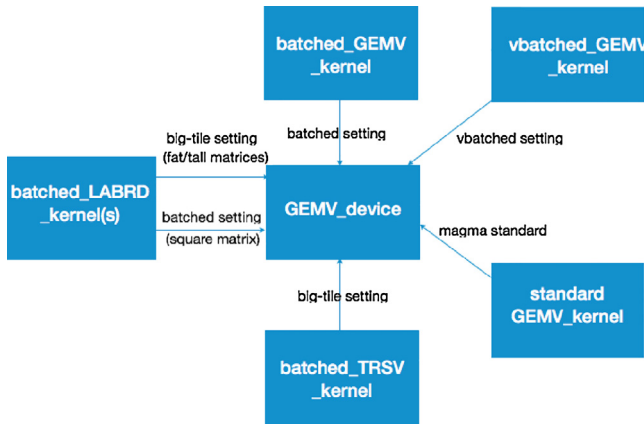 batched_GEMV
_kernel
vbatched_GEMV
_kernel
big-tile setting
(fat/tall matrices)
batched setting
vbatched setting
batched_LABRD
_kernel(s)
batched setting
(square matrix)
GEMV_device
magma standard
big-tile setting
standard
GEMV_kernel
batched_TRSV
_kernel